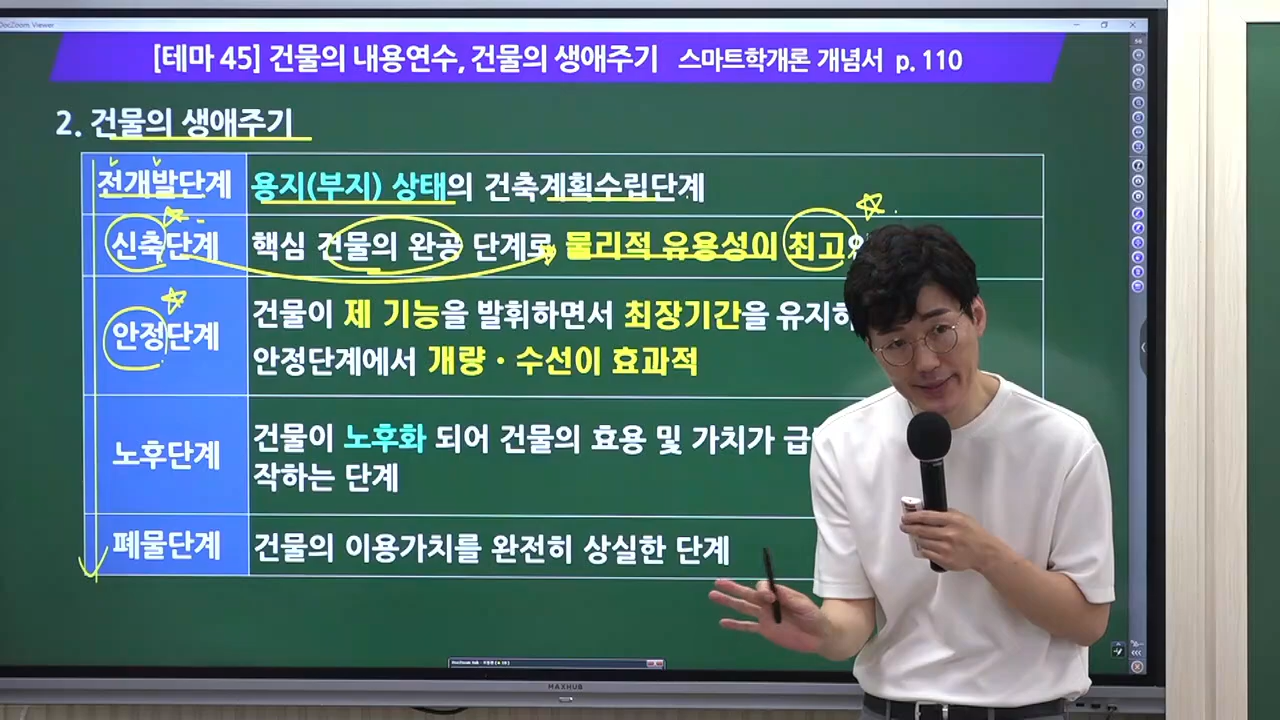 DocZoom Viewer
[테마 45] 건물의 내용연수, 건물의 생애주기 스마트학개론 개념서 p. 110
2. 건물의 생애주기
전개발단계 용지(부지) 상태의 건축계획수립단계
신축단계 핵심 건물의 완공 단계로 물리적 유용성이 최고
안정단계 건물이 제 기능을 발휘하면서 최장기간을 유지하
안정단계에서 개량·수선이 효과적
노후단계 건물이 노후화 되어 건물의 효용 및 가치가 급
작하는 단계
폐물단계 건물의 이용가치를 완전히 상실한 단계
MAXHUB